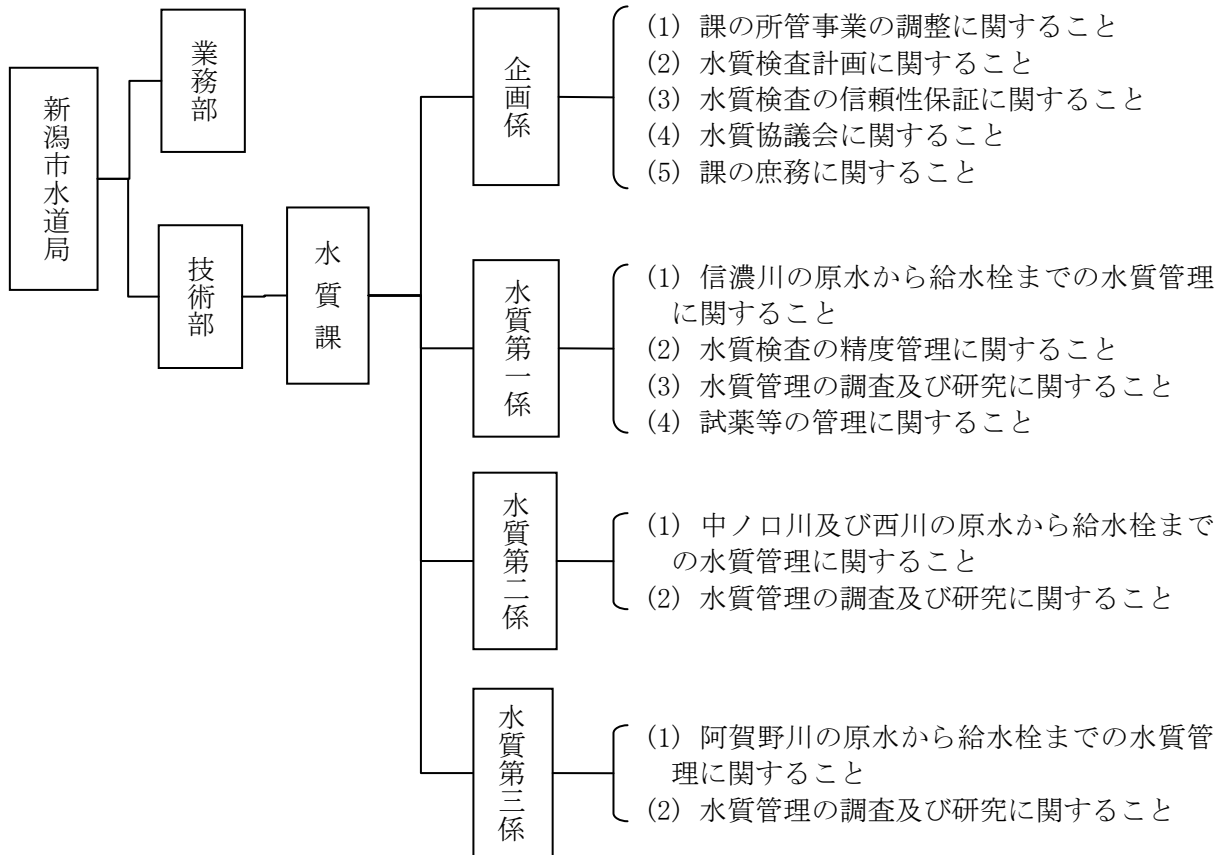 新潟市水道局
業務部
技術部
水質課
企画係
(1) 課の所管事業の調整に関すること
(2) 水質検査計画に関すること
(3) 水質検査の信頼性保証に関すること
(4) 水質協議会に関すること
(5) 課の庶務に関すること
水質第一係
(1) 信濃川の原水から給水栓までの水質管理
に関すること
(2) 水質検査の精度管理に関すること
(3) 水質管理の調査及び研究に関すること
(4) 試薬等の管理に関すること
水質第二係
(1) 中ノロ川及び西川の原水から給水栓まで
の水質管理に関すること
(2) 水質管理の調査及び研究に関すること
水質第三係
(1) 阿賀野川の原水から給水栓までの水質管
理に関すること
(2) 水質管理の調査及び研究に関すること